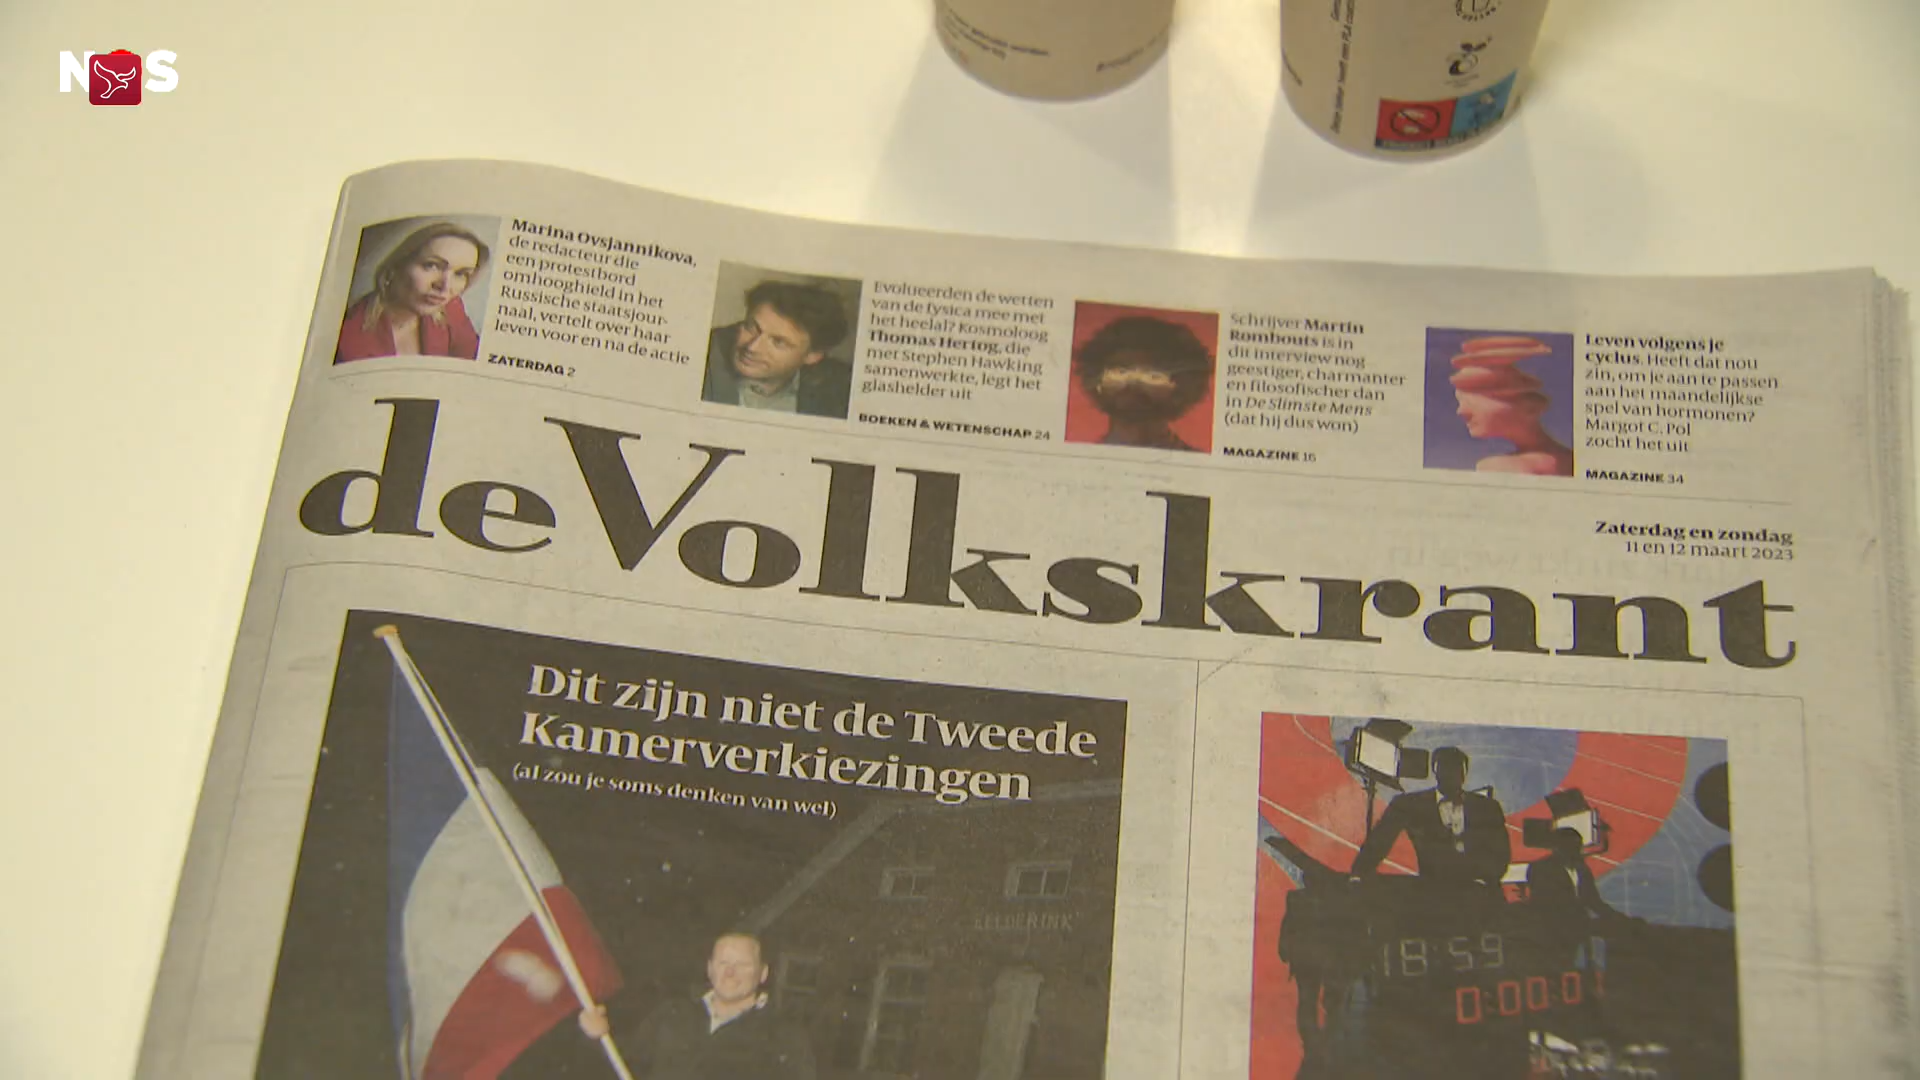 NOS
Marina Ovsjannikova,
de redacteur die
een protestbord
omhooghield in het
Russische staatsjour-
naal, vertelt over haar
leven voor en na de actie
ZATERDAG 2
Evolueerden de wetten
van de fysica mee met
het heelal? Kosmoloog
Thomas Hertog, die
met Stephen Hawking
samenwerkte, legt het
glashelder uit
BOEKEN & WETENSCHAP 24
Schrijver Martin
Rombouts is in
dit interview nog
geestiger, charmanter
en filosofischer dan
in De Slimste Mens
(dat hij dus won)
MAGAZINE 16
Leven volgens je
cyclus. Heeft dat nou
zin, om je aan te passen
aan het maandelijkse
spel van hormonen?
Margot C. Pol
zocht het uit
MAGAZINE 34
de Volkskrant
Zaterdag en zondag
11 en 12 maart 2023
Dit zijn niet de Tweede
Kamerverkiezingen
(al zou je soms denken van wel)
EELDERINK
18:59
0:00:01